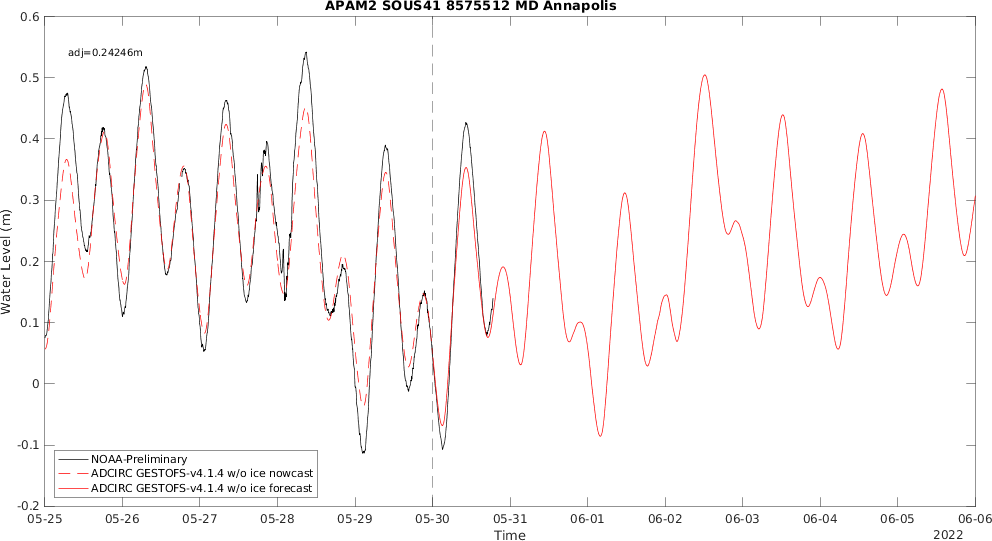 APAM2 SOUS41 8575512 MD Annapolis
adj=0.24246m
Water Level (m)
0.6
0.5
0.4
0.3
0.2
0.1
0
-0.1
-0.2
NOAA-Preliminary
ADCIRC GESTOFS-v4.1.4 w/o ice nowcast
ADCIRC GESTOFS-v4.1.4 w/o ice forecast
05-25 05-26 05-27 05-28 05-29 05-30 05-31 06-01 06-02 06-03 06-04 06-05 06-06
Time
2022